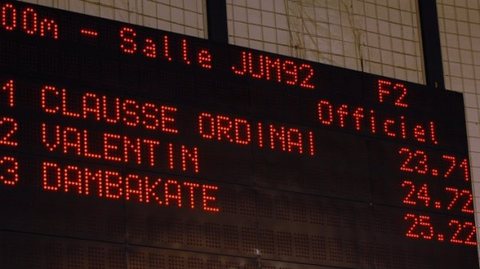 00m - Salle JUM92 F2
Officiel
1 CLAUSSE ORDINAI 23.71
2 VALENTIN 24.72
3 DAMBAKATE 25.22